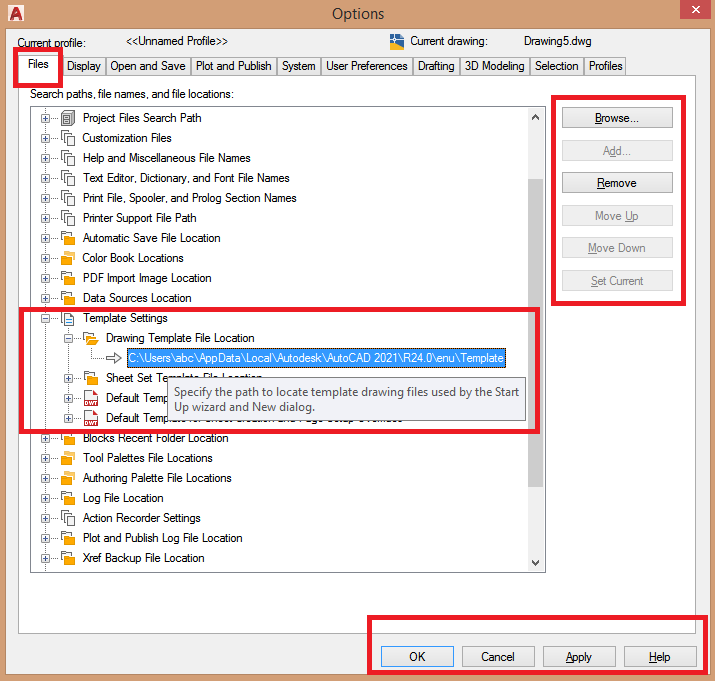 Options
Current profile: <<Unnamed Profile>> Current drawing: Drawing5.dwg
Files Display Open and Save Plot and Publish System User Preferences Drafting 3D Modeling Selection Profiles
Search paths, file names, and file locations:
Project Files Search Path
Customization Files
Help and Miscellaneous File Names
Text Editor, Dictionary, and Font File Names
Print File, Spooler, and Prolog Section Names
Printer Support File Path
Automatic Save File Location
Color Book Locations
PDF Import Image Location
Data Sources Location
Template Settings
Drawing Template File Location
C:\Users\abc\AppData\Local\Autodesk\AutoCAD 2021\R24.0\enu\Template
Sheet Set Template File Location
Default Temp
Default Template for Sheet Creation and Page Setup Overrides
Specify the path to locate template drawing files used by the Start
Up wizard and New dialog.
Blocks Recent Folder Location
Tool Palettes File Locations
Authoring Palette File Locations
Log File Location
Action Recorder Settings
Plot and Publish Log File Location
Xref Backup File Location
Browse...
Add...
Remove
Move Up
Move Down
Set Current
OK Cancel Apply Help